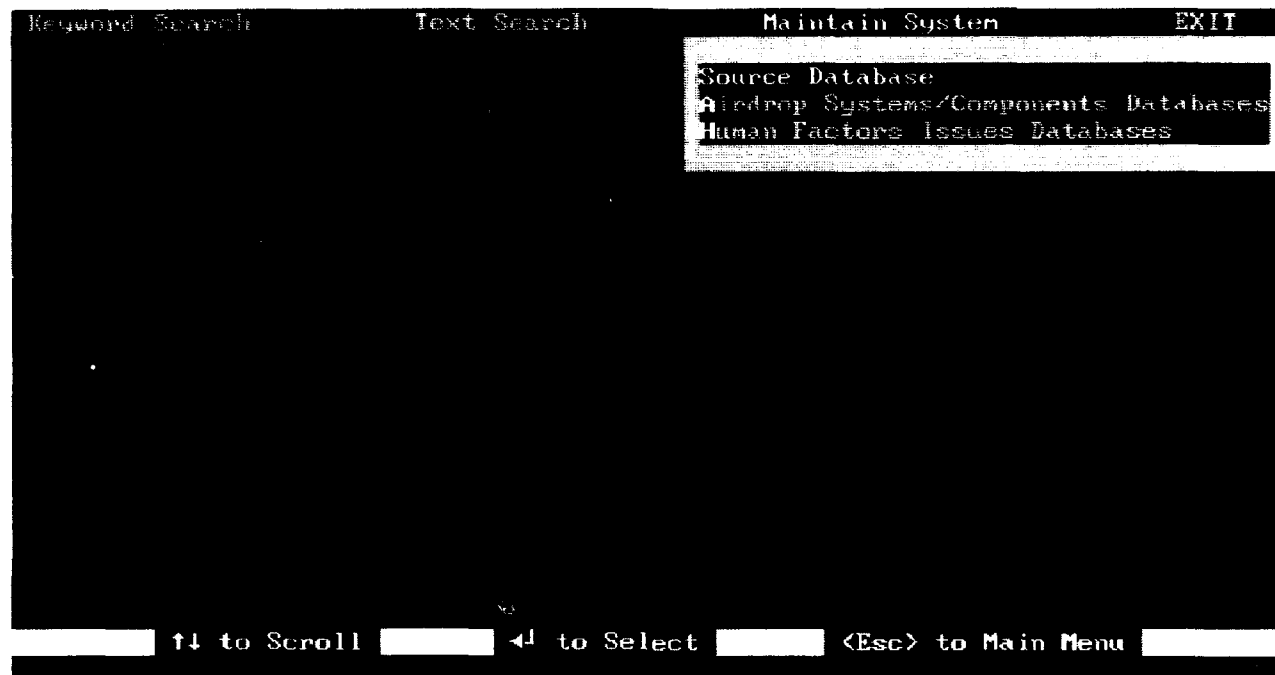 Keyword Search Text Search Maintain System EXIT
Source Database
Airdrop Systems/Components Databases
Human Factors Issues Databases
↑↓ to Scroll ◄┘ to Select <Esc> to Main Menu